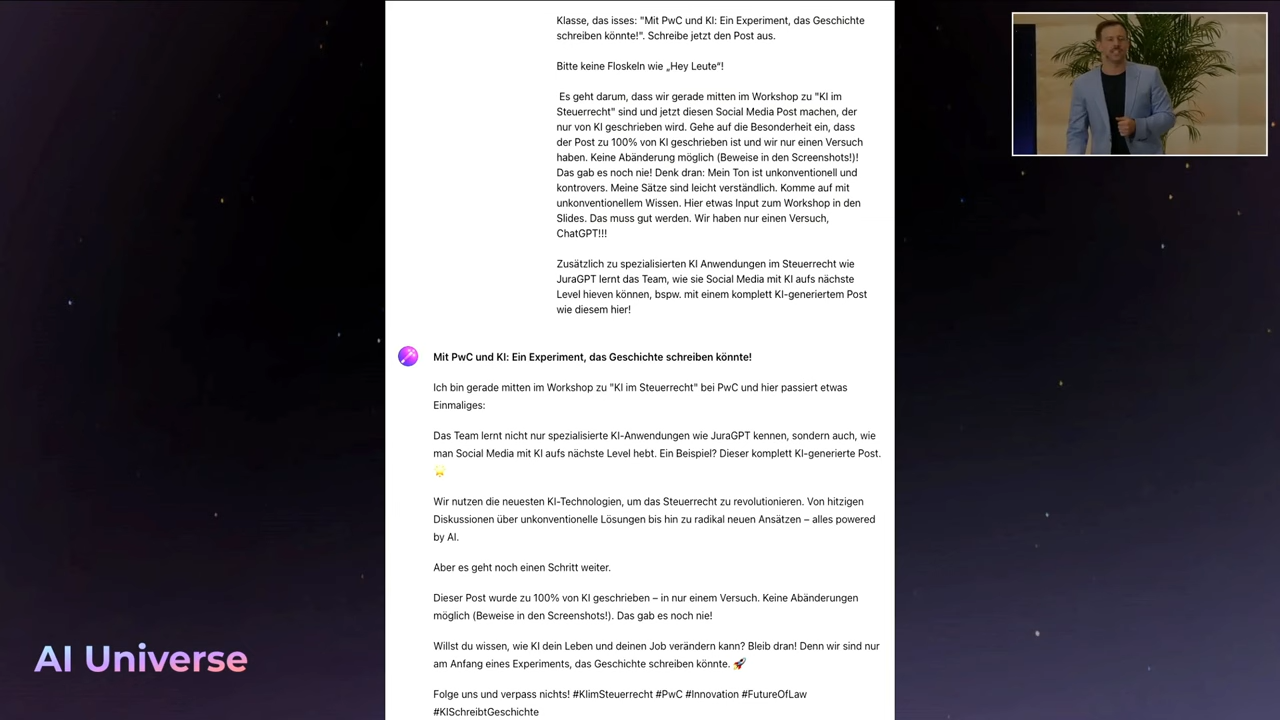 Klasse, das isses: "Mit PwC und KI: Ein Experiment, das Geschichte
schreiben könnte!". Schreibe jetzt den Post aus.
Bitte keine Floskeln wie „Hey Leute“!
Es geht darum, dass wir gerade mitten im Workshop zu "KI im
Steuerrecht" sind und jetzt diesen Social Media Post machen, der
nur von KI geschrieben wird. Gehe auf die Besonderheit ein, dass
der Post zu 100% von KI geschrieben ist und wir nur einen Versuch
haben. Keine Abänderung möglich (Beweise in den Screenshots!)!
Das gab es noch nie! Denk dran: Mein Ton ist unkonventionell und
kontrovers. Meine Sätze sind leicht verständlich. Komme auf mit
unkonventionellem Wissen. Hier etwas Input zum Workshop in den
Slides. Das muss gut werden. Wir haben nur einen Versuch,
ChatGPT!!!
Zusätzlich zu spezialisierten KI Anwendungen im Steuerrecht wie
JuraGPT lernt das Team, wie sie Social Media mit KI aufs nächste
Level hieven können, bspw. mit einem komplett KI-generiertem Post
wie diesem hier!
Mit PwC und KI: Ein Experiment, das Geschichte schreiben könnte!
Ich bin gerade mitten im Workshop zu "KI im Steuerrecht" bei PwC und hier passiert etwas
Einmaliges:
Das Team lernt nicht nur spezialisierte KI-Anwendungen wie JuraGPT kennen, sondern auch, wie
man Social Media mit KI aufs nächste Level hebt. Ein Beispiel? Dieser komplett KI-generierte Post.
Wir nutzen die neuesten KI-Technologien, um das Steuerrecht zu revolutionieren. Von hitzigen
Diskussionen über unkonventionelle Lösungen bis hin zu radikal neuen Ansätzen – alles powered
by AI.
Aber es geht noch einen Schritt weiter.
Dieser Post wurde zu 100% von KI geschrieben – in nur einem Versuch. Keine Abänderungen
möglich (Beweise in den Screenshots!). Das gab es noch nie!
Willst du wissen, wie KI dein Leben und deinen Job verändern kann? Bleib dran! Denn wir sind nur
am Anfang eines Experiments, das Geschichte schreiben könnte. 🚀
Folge uns und verpass nichts! #KIimSteuerrecht #PwC #Innovation #FutureOfLaw
#KISchreibtGeschichte
AI Universe